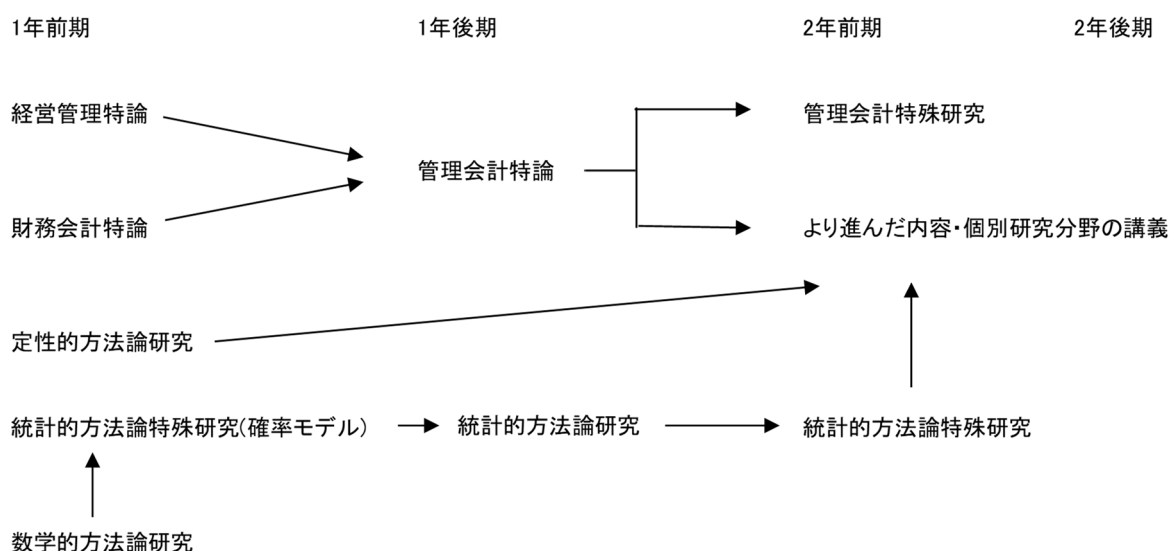 1年前期 1年後期 2年前期 2年後期
経営管理特論 管理会計特殊研究
管理会計特論
財務会計特論 より進んだ内容・個別研究分野の講義
定性的方法論研究
統計的方法論特殊研究(確率モデル) 統計的方法論研究 統計的方法論特殊研究
数学的方法論研究